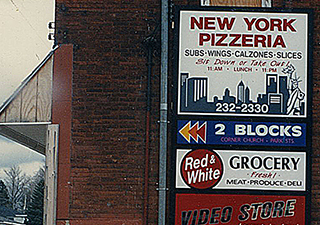 NEW YORK
PIZZERIA
SUBS·WINGS·CALZONES·SLICES
Sit Down or Take Out!
11 AM · LUNCH · 11 PM
232-2330
2 BLOCKS
CORNER CHURCH
Red &
White
GROCERY
Fresh!
MEAT·PRODUCE·DELI
VIDEO STORE